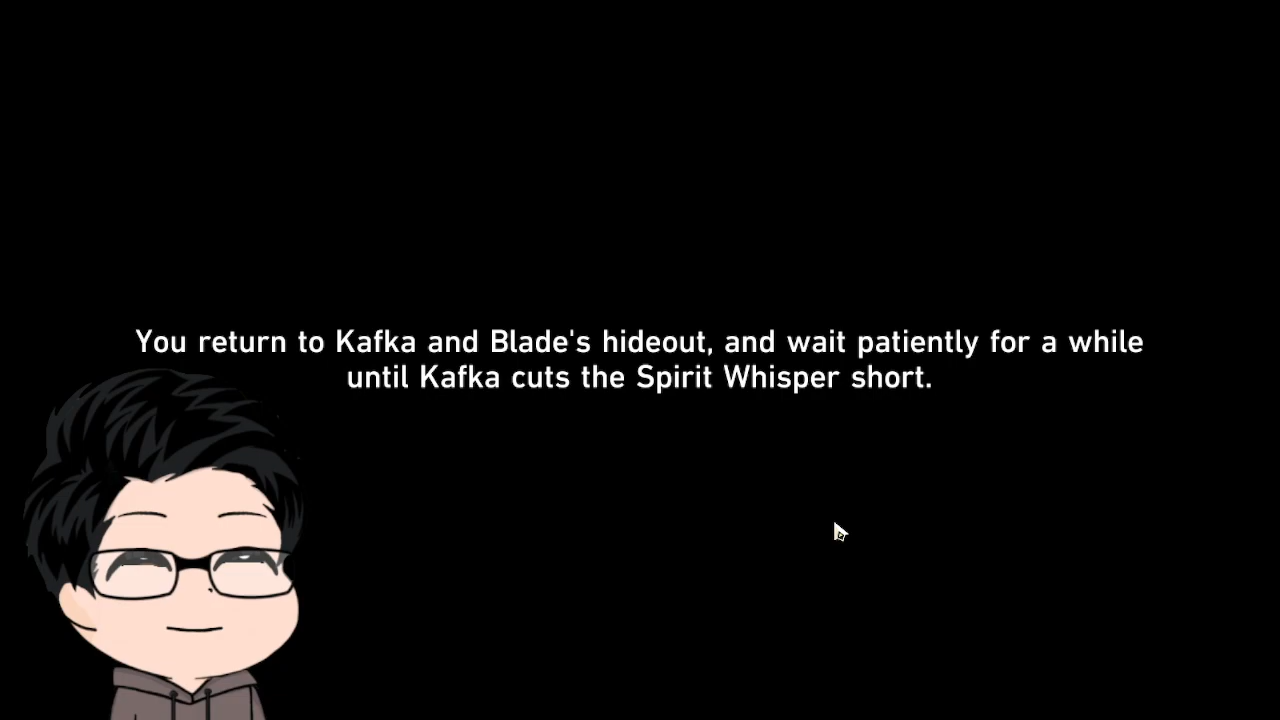 You return to Kafka and Blade's hideout, and wait patiently for a while
until Kafka cuts the Spirit Whisper short.